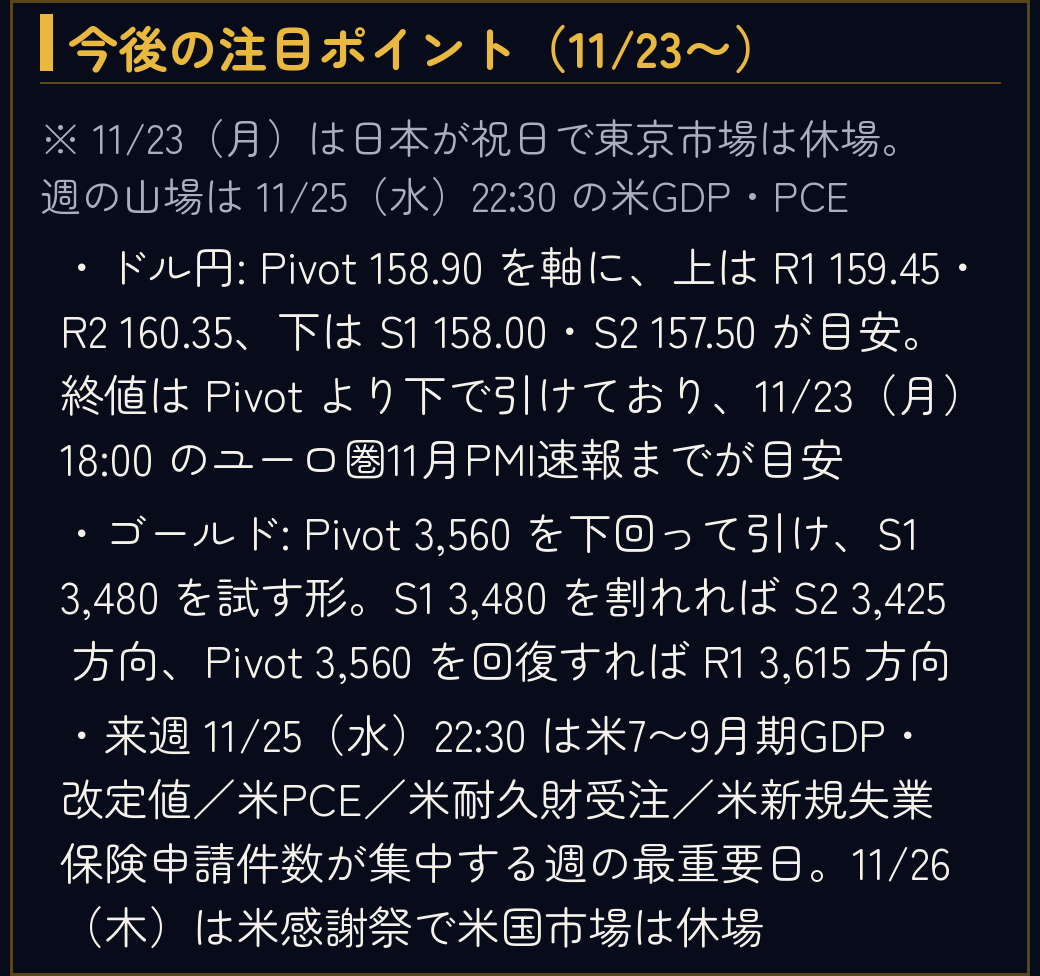 今後の注目ポイント（11/23〜）
※ 11/23（月）は日本が祝日で東京市場は休場。
週の山場は 11/25（水）22:30 の米GDP・PCE
・ドル円: Pivot 158.90 を軸に、上は R1 159.45・
R2 160.35、下は S1 158.00・S2 157.50 が目安。
終値は Pivot より下で引けており、11/23（月）
18:00 のユーロ圏11月PMI速報までが目安
・ゴールド: Pivot 3,560 を下回って引け、S1
3,480 を試す形。S1 3,480 を割れれば S2 3,425
方向、Pivot 3,560 を回復すれば R1 3,615 方向
・来週 11/25（水）22:30 は米7〜9月期GDP・
改定値／米PCE／米耐久財受注／米新規失業
保険申請件数が集中する週の最重要日。11/26
（木）は米感謝祭で米国市場は休場